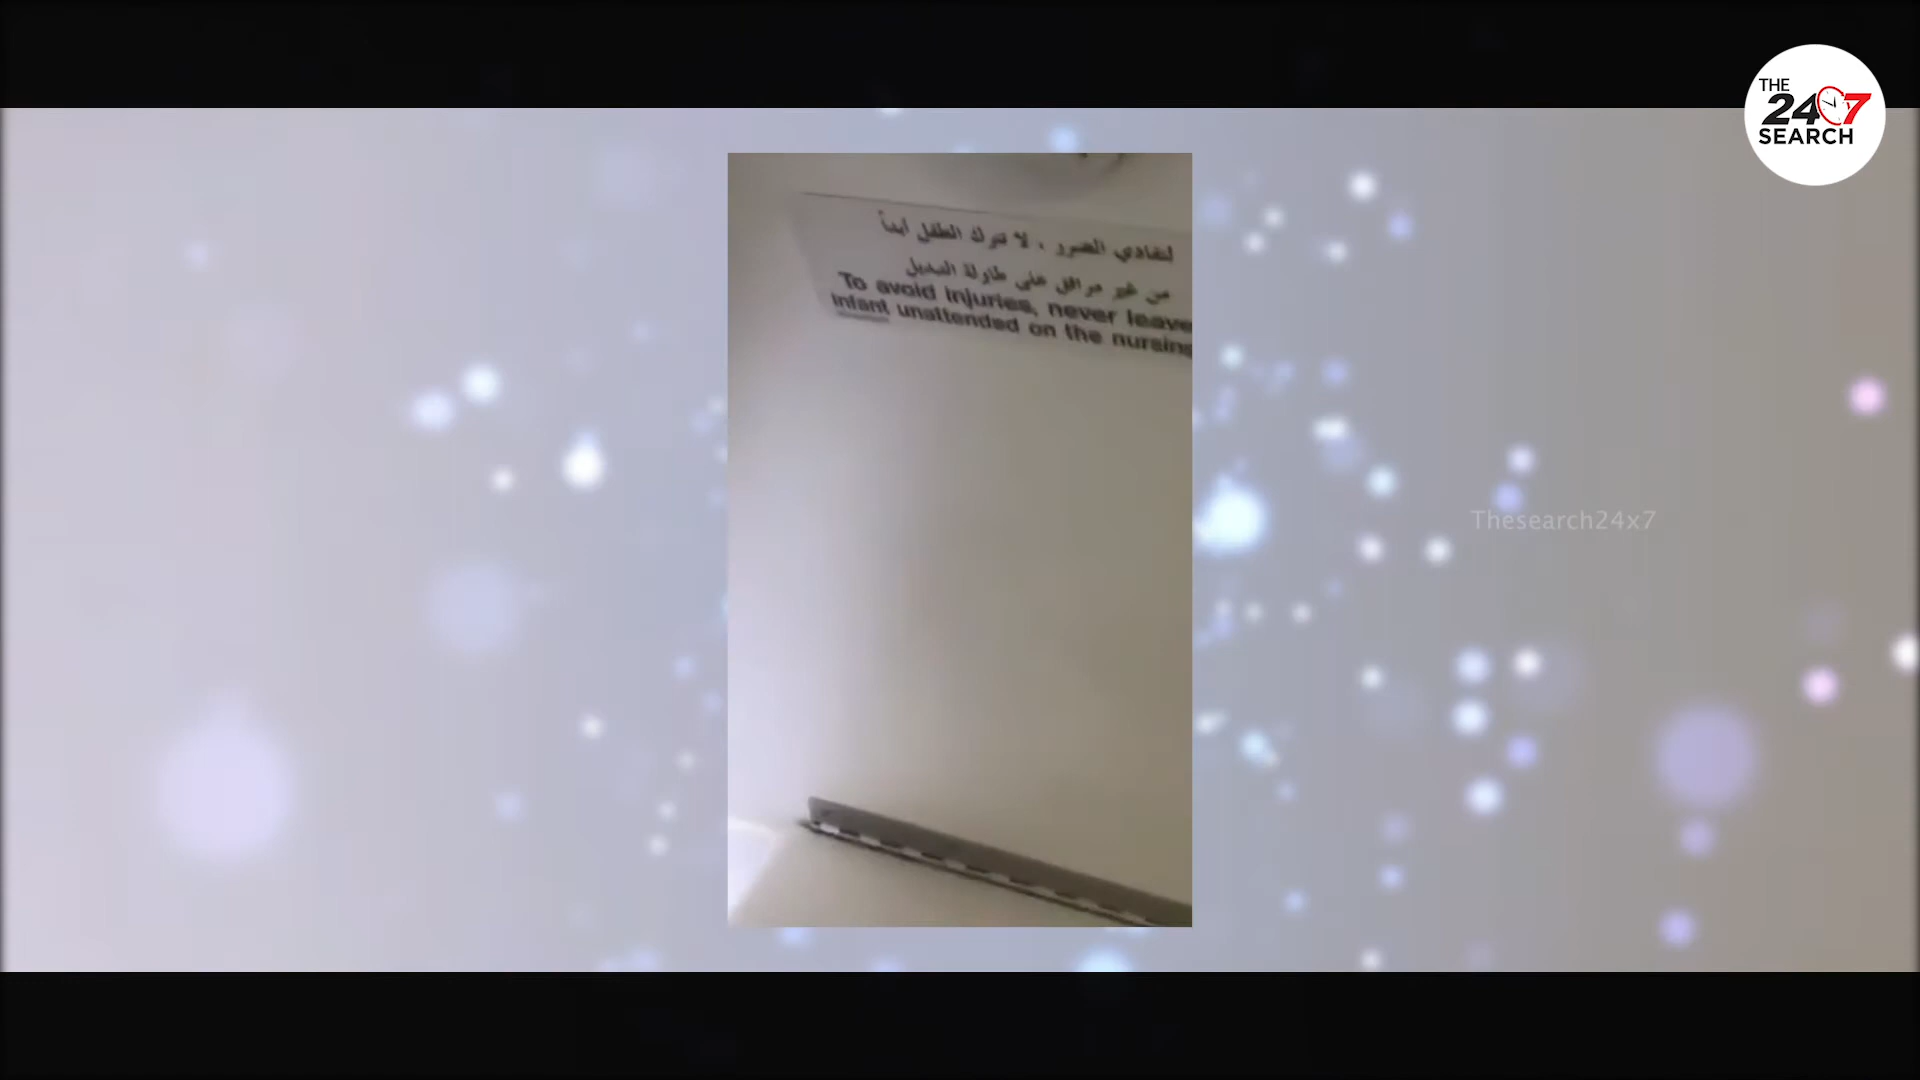 THE
24 7
SEARCH
لتفادي الضرر ، لا تترك الطفل أبداً
من غير مرافق على طاولة التبديل
To avoid injuries, never leave
infant unattended on the nursing
Thesearch24x7